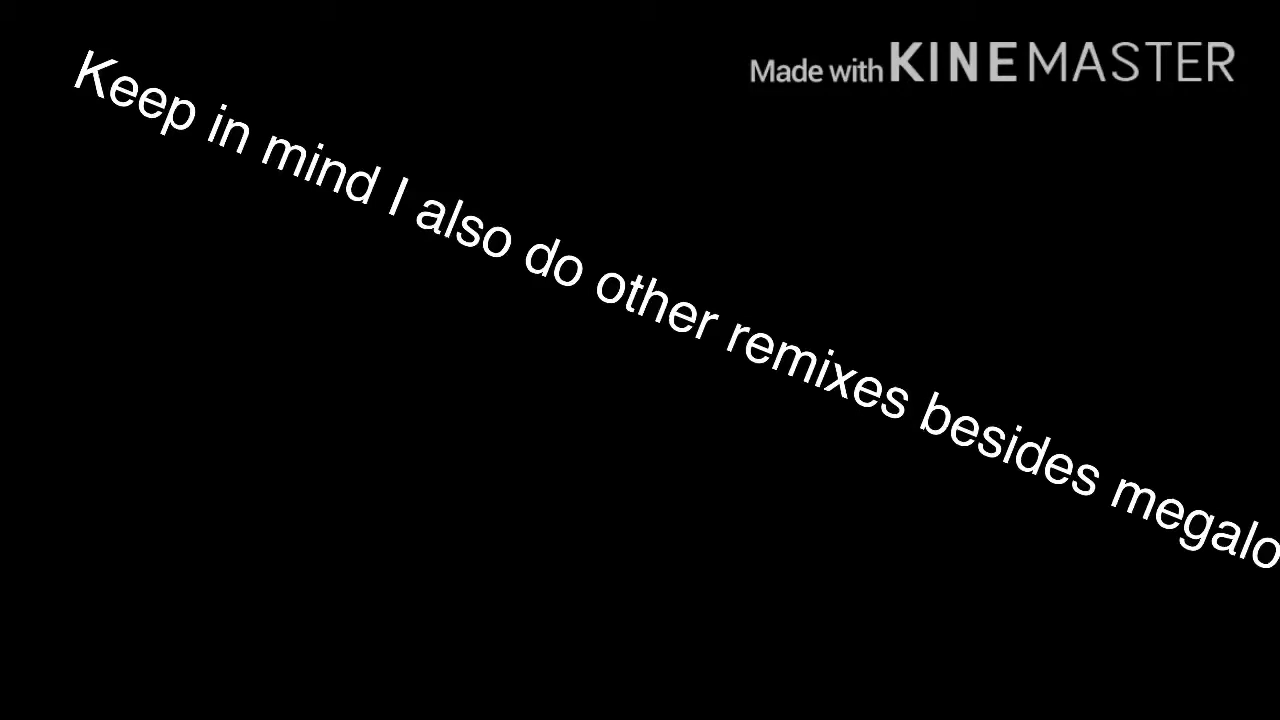 Made with KINEMASTER
Keep in mind I also do other remixes besides megalo